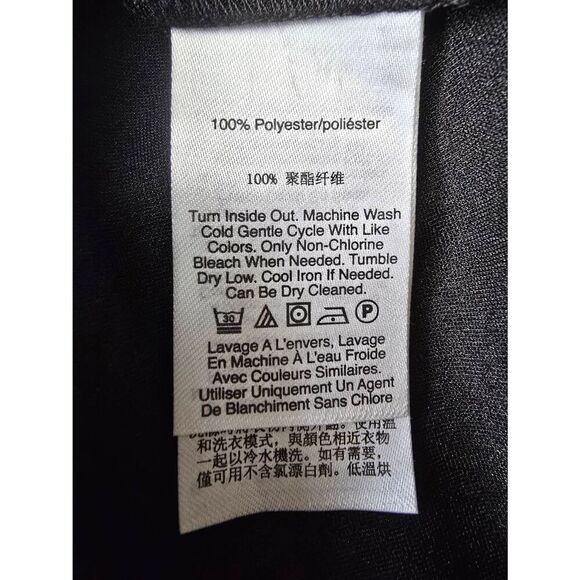 100% Polyester/poliéster
100% 聚酯纤维
Turn Inside Out. Machine Wash
Cold Gentle Cycle With Like
Colors. Only Non-Chlorine
Bleach When Needed. Tumble
Dry Low. Cool Iron If Needed.
Can Be Dry Cleaned.
30 P
Lavage A L'envers, Lavage
En Machine À L'eau Froide
Avec Couleurs Similaires.
Utiliser Uniquement Un Agent
De Blanchiment Sans Chlore
使用溫
和洗衣模式，與顏色相近衣物
一起以冷水機洗。如有需要，
僅可用不含氯漂白劑。低溫烘